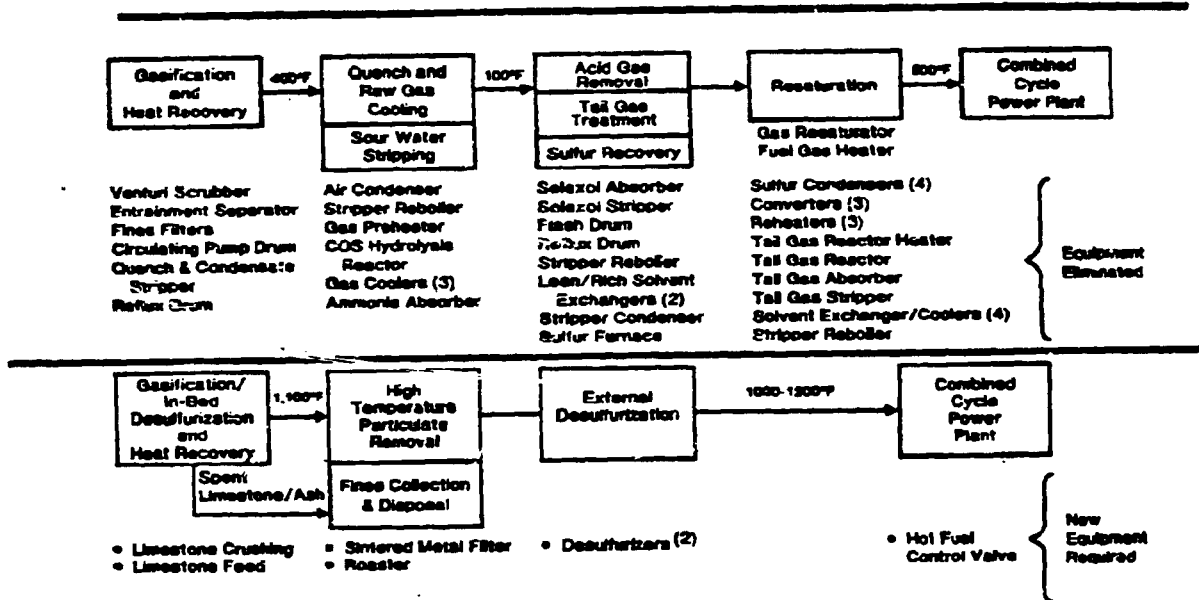 Gasification
and
Heat Recovery
400°F
Quench and
Raw Gas
Cooling
Sour Water
Stripping
100°F
Acid Gas
Removal
Tail Gas
Treatment
Sulfur Recovery
Resaturation
Combined
Cycle
Power Plant
Gas Resaturator
Fuel Gas Heater
Venturi Scrubber
Entrainment Separator
Fines Filters
Circulating Pump Drum
Quench & Condensate
Stripper
Reflux Drum
Air Condenser
Stripper Reboiler
Gas Preheater
COS Hydrolysis
Reactor
Gas Coolers (3)
Ammonia Absorber
Selexol Absorber
Selexol Stripper
Flash Drum
Reflux Drum
Stripper Reboiler
Lean/Rich Solvent
Exchangers (2)
Stripper Condenser
Sulfur Furnace
Sulfur Condensers (4)
Converters (3)
Reheaters (3)
Tail Gas Reactor Heater
Tail Gas Reactor
Tail Gas Absorber
Tail Gas Stripper
Solvent Exchanger/Coolers (4)
Stripper Reboiler
Equipment
Eliminated
Gasification/
In-Bed
Desulfurization
and
Heat Recovery
1,100°F
High
Temperature
Particulate
Removal
Fines Collection
& Disposal
Spent
Limestone/Ash
External
Desulfurization
1000-1200°F
Combined
Cycle
Power
Plant
• Limestone Crushing
• Limestone Feed
• Sintered Metal Filter
• Roaster
• Desulfurizers (2)
• Hot Fuel
Control Valve
New
Equipment
Required